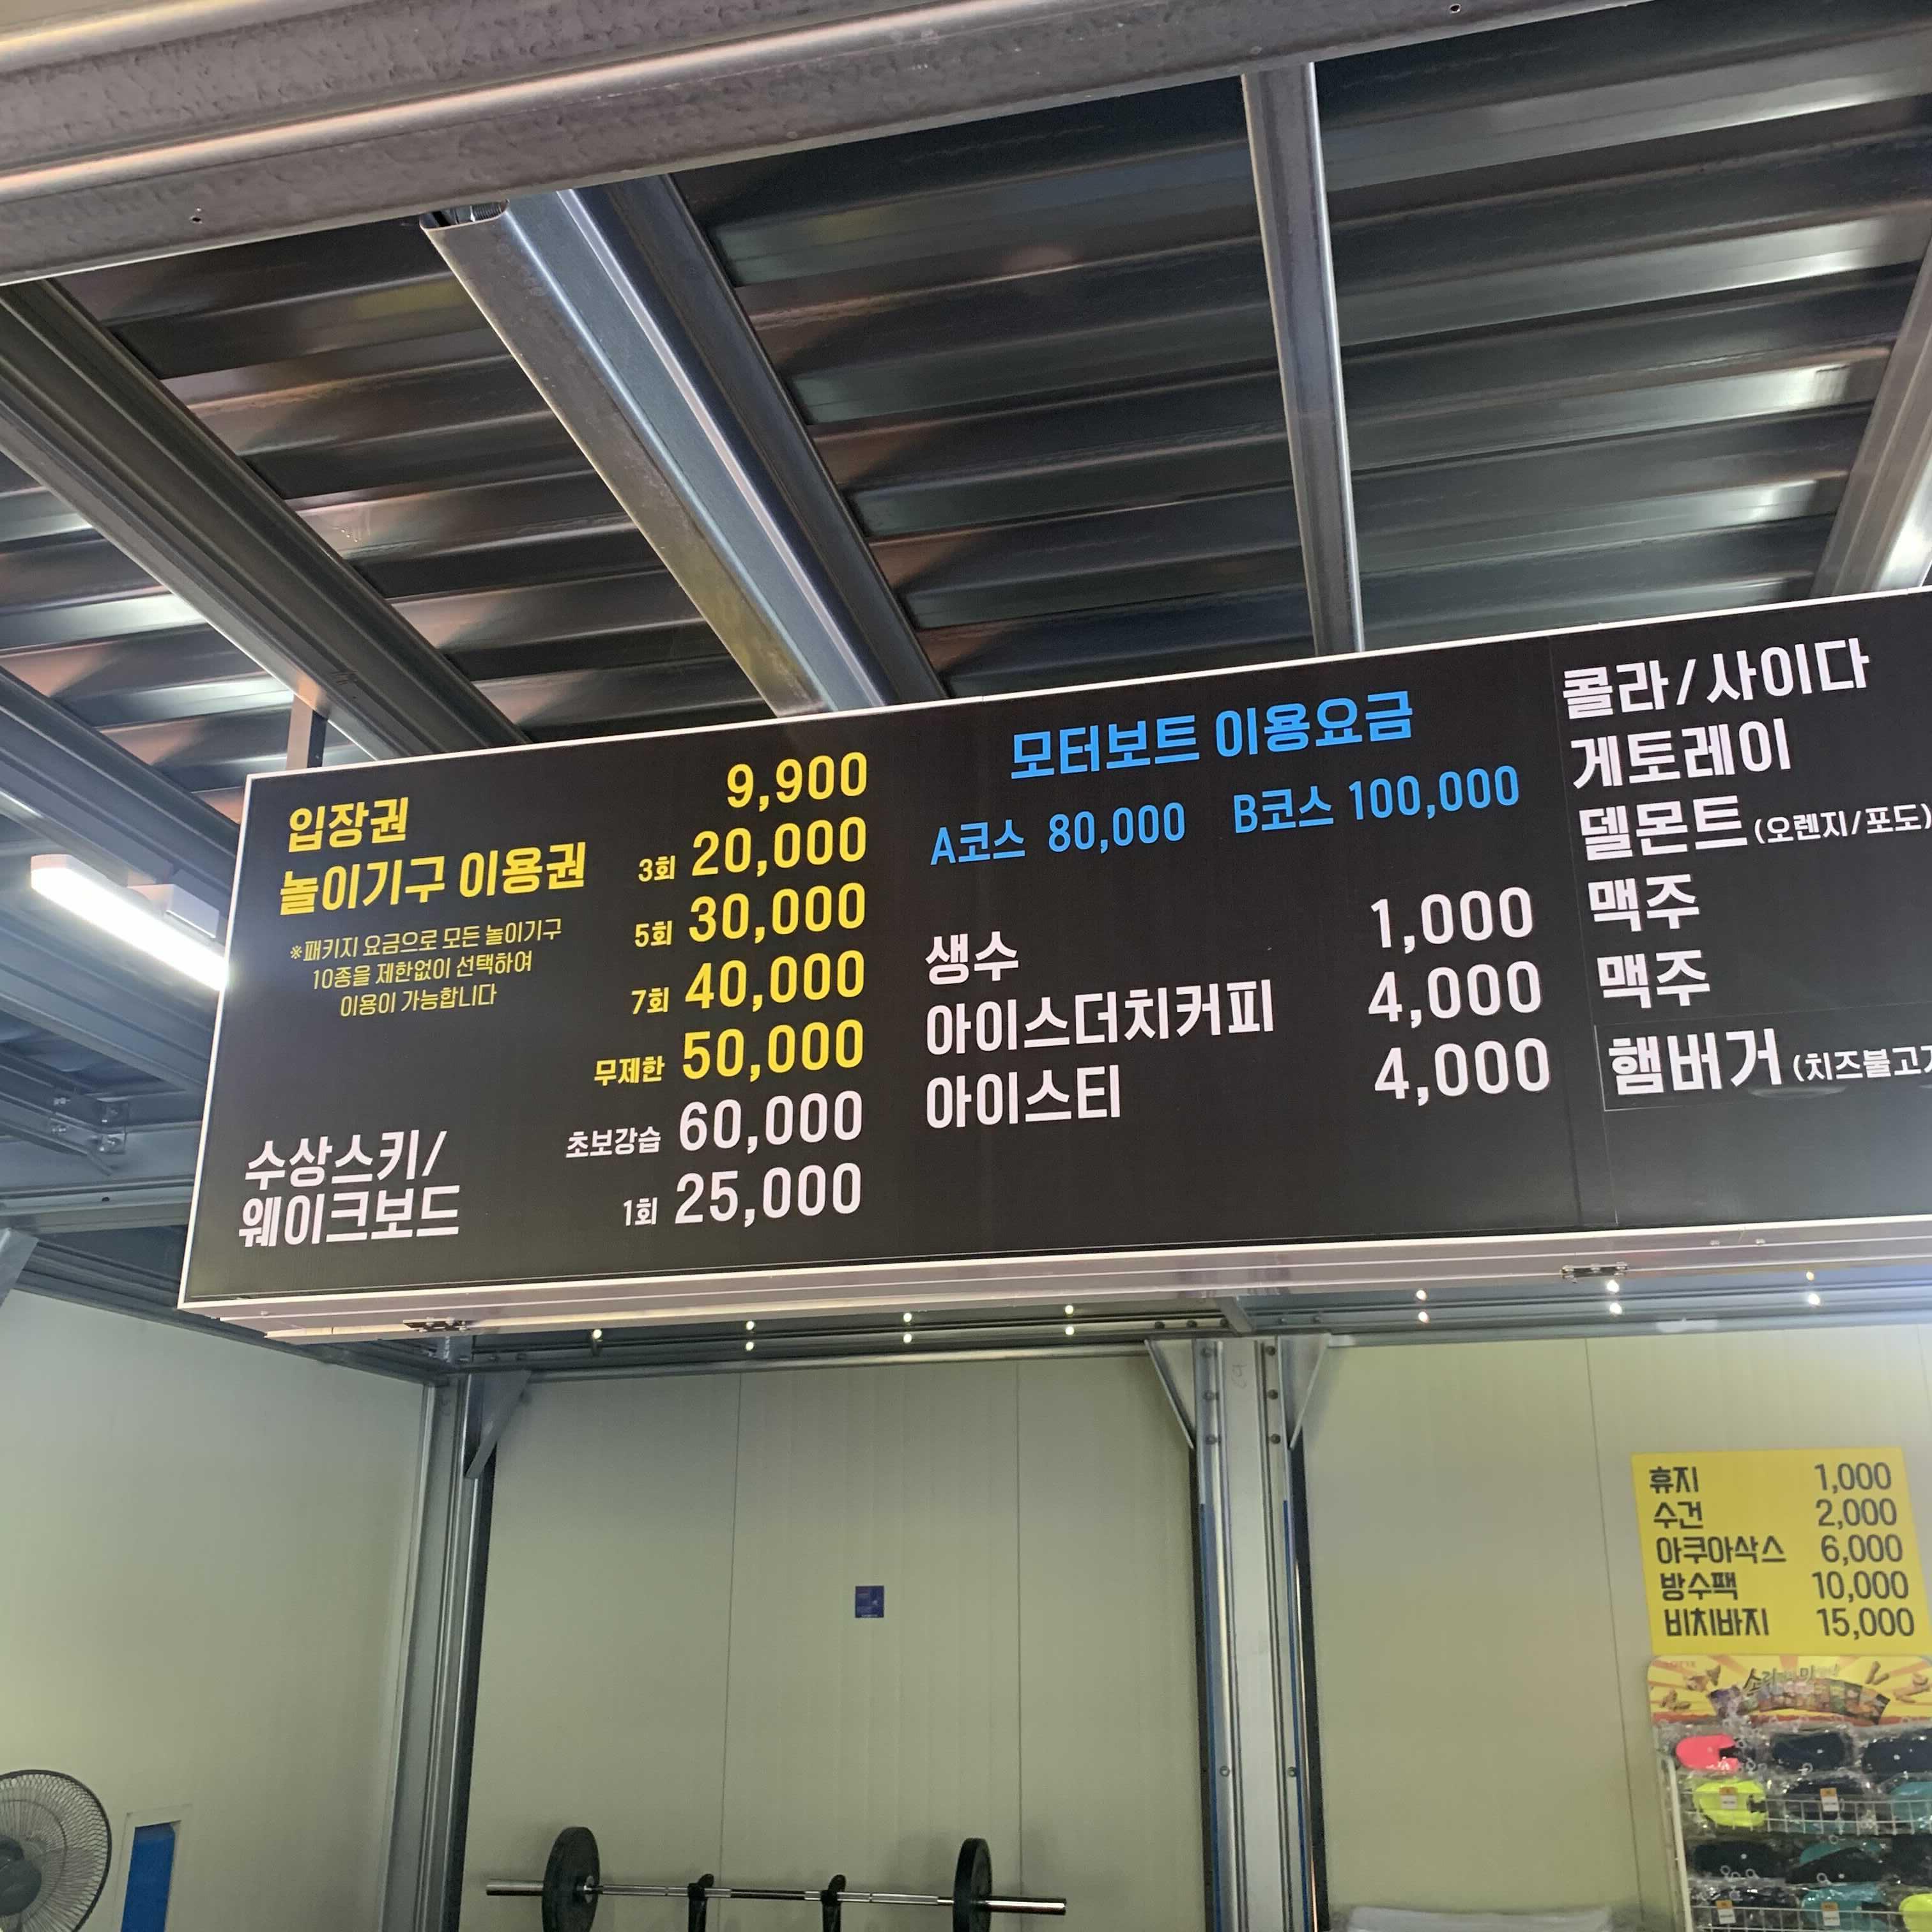 입장권 9,900
놀이기구 이용권 3회 20,000
※패키지 요금으로 모든 놀이기구
10종을 제한없이 선택하여
이용이 가능합니다
5회 30,000
7회 40,000
무제한 50,000
수상스키/
웨이크보드
초보강습 60,000
1회 25,000
모터보트 이용요금
A코스 80,000 B코스 100,000
생수 1,000
아이스더치커피 4,000
아이스티 4,000
콜라/사이다
게토레이
델몬트(오렌지/포도)
맥주
맥주
햄버거(치즈불고기
휴지 1,000
수건 2,000
아쿠아삭스 6,000
방수팩 10,000
비치바지 15,000